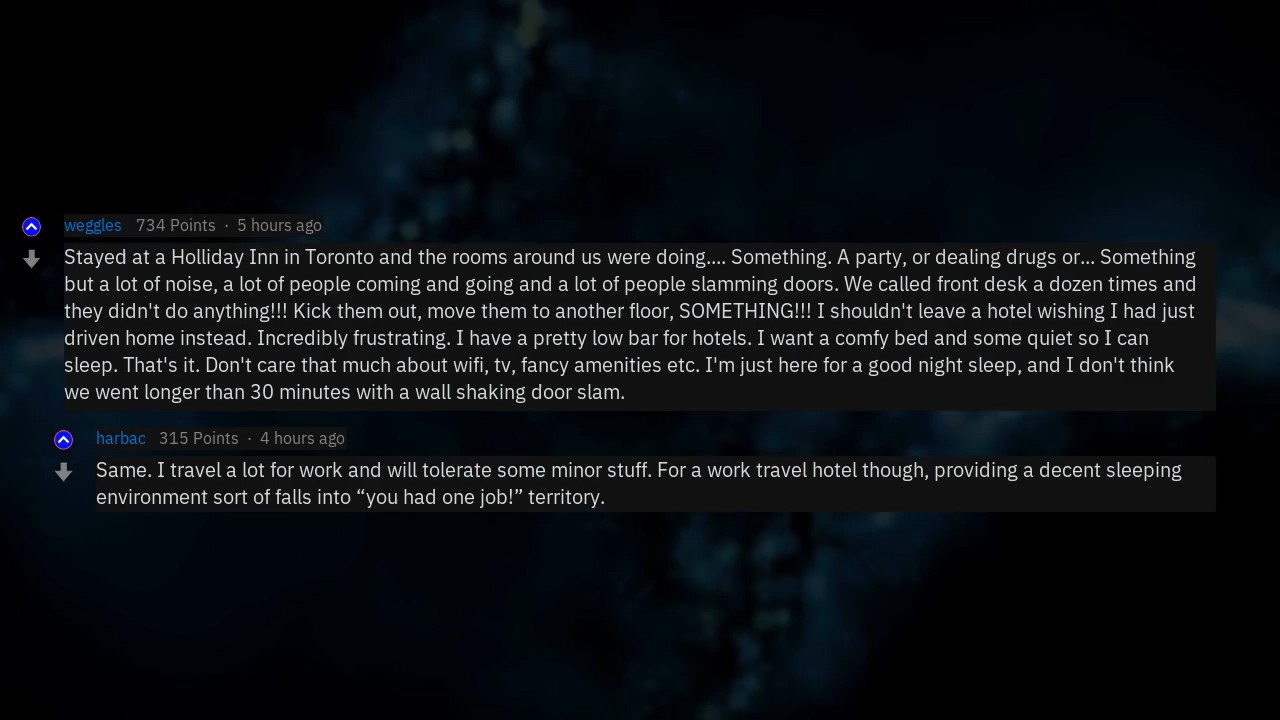 weggles 734 Points · 5 hours ago
Stayed at a Holliday Inn in Toronto and the rooms around us were doing.... Something. A party, or dealing drugs or... Something
but a lot of noise, a lot of people coming and going and a lot of people slamming doors. We called front desk a dozen times and
they didn't do anything!!! Kick them out, move them to another floor, SOMETHING!!! I shouldn't leave a hotel wishing I had just
driven home instead. Incredibly frustrating. I have a pretty low bar for hotels. I want a comfy bed and some quiet so I can
sleep. That's it. Don't care that much about wifi, tv, fancy amenities etc. I'm just here for a good night sleep, and I don't think
we went longer than 30 minutes with a wall shaking door slam.
harbac 315 Points · 4 hours ago
Same. I travel a lot for work and will tolerate some minor stuff. For a work travel hotel though, providing a decent sleeping
environment sort of falls into “you had one job!” territory.